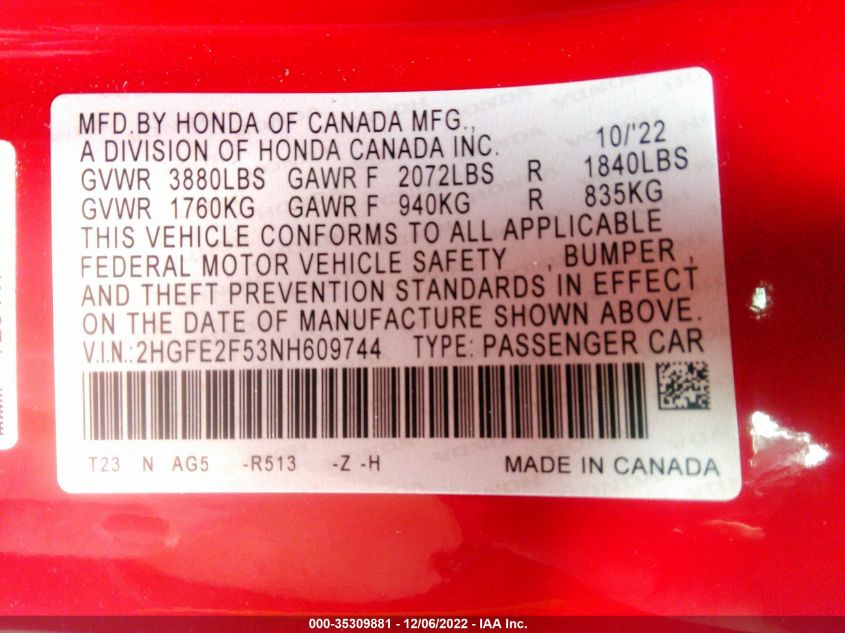 MFD.BY HONDA OF CANADA MFG.,
A DIVISION OF HONDA CANADA INC. 10/'22
GVWR 3880LBS GAWR F 2072LBS R 1840LBS
GVWR 1760KG GAWR F 940KG R 835KG
THIS VEHICLE CONFORMS TO ALL APPLICABLE
FEDERAL MOTOR VEHICLE SAFETY , BUMPER ,
AND THEFT PREVENTION STANDARDS IN EFFECT
ON THE DATE OF MANUFACTURE SHOWN ABOVE.
V.I.N.:2HGFE2F53NH609744 TYPE: PASSENGER CAR
T23 N AG5 -R513 -Z -H MADE IN CANADA
000-35309881 - 12/06/2022 - IAA Inc.